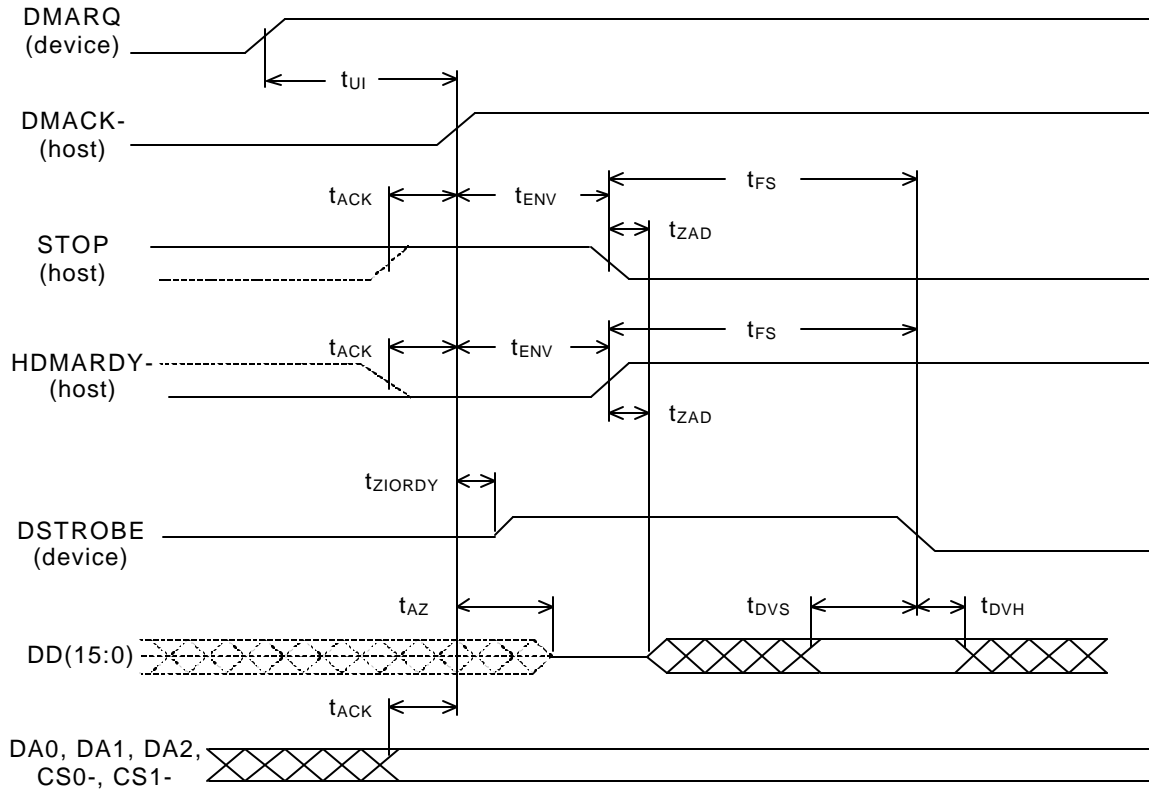 DMARQ
(device)
tUI
DMACK-
(host)
tACK
tENV
tFS
tZAD
STOP
(host)
tFS
tACK
tENV
HDMARDY-
(host)
tZAD
tZIORDY
DSTROBE
(device)
tAZ
tDVS
tDVH
DD(15:0)
tACK
DA0, DA1, DA2,
CS0-, CS1-